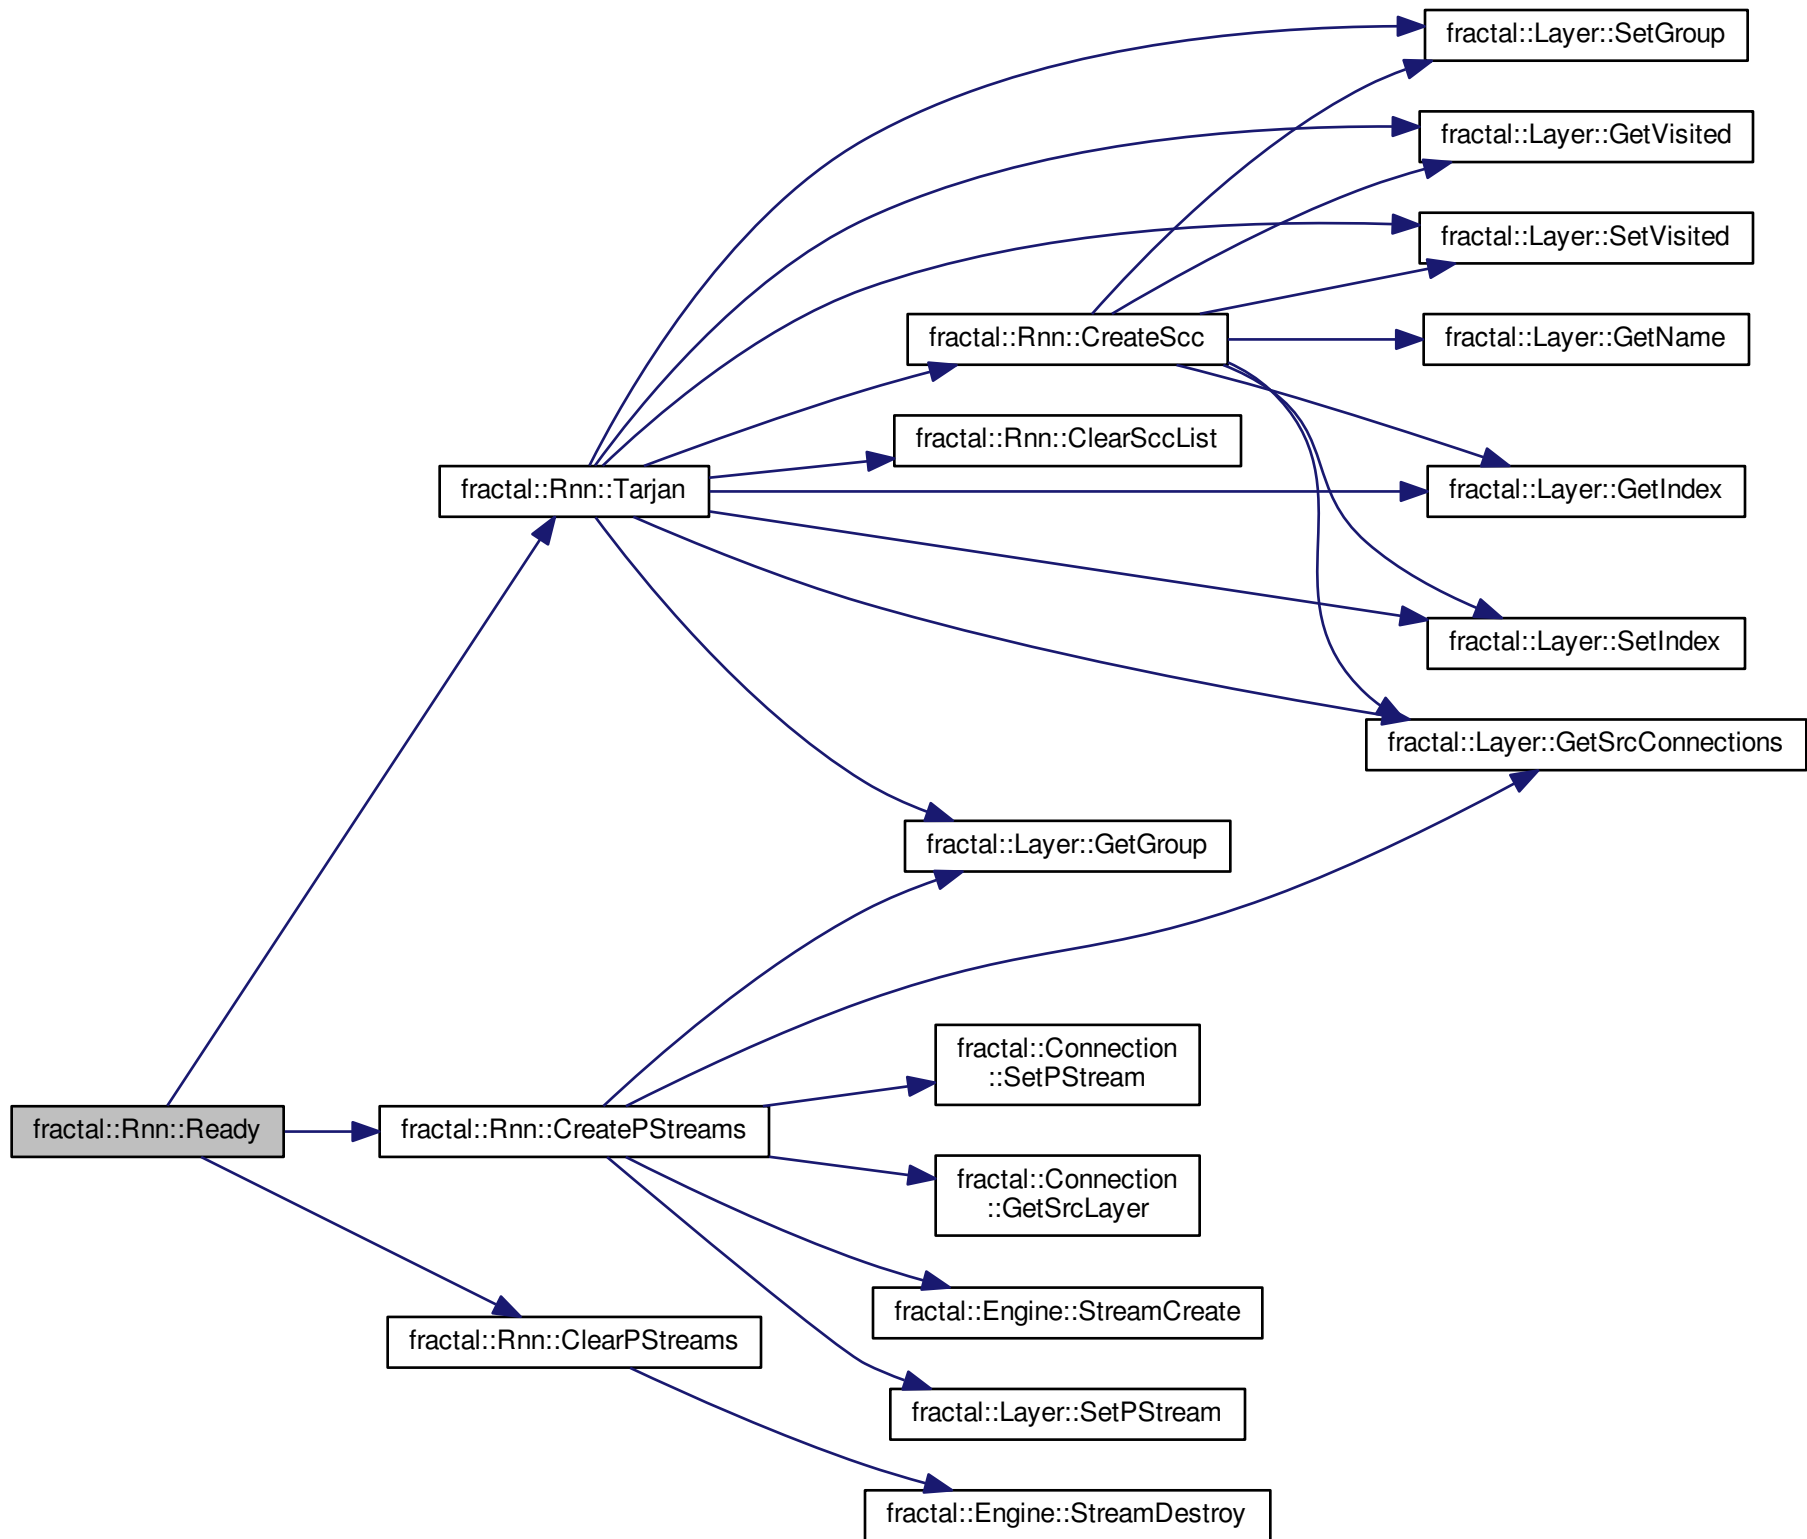 fractal::Layer::SetGroup
fractal::Layer::GetVisited
fractal::Layer::SetVisited
fractal::Rnn::CreateScc
fractal::Layer::GetName
fractal::Rnn::ClearSccList
fractal::Rnn::Tarjan
fractal::Layer::GetIndex
fractal::Layer::SetIndex
fractal::Layer::GetSrcConnections
fractal::Layer::GetGroup
fractal::Connection
::SetPStream
fractal::Rnn::Ready
fractal::Rnn::CreatePStreams
fractal::Connection
::GetSrcLayer
fractal::Engine::StreamCreate
fractal::Rnn::ClearPStreams
fractal::Layer::SetPStream
fractal::Engine::StreamDestroy